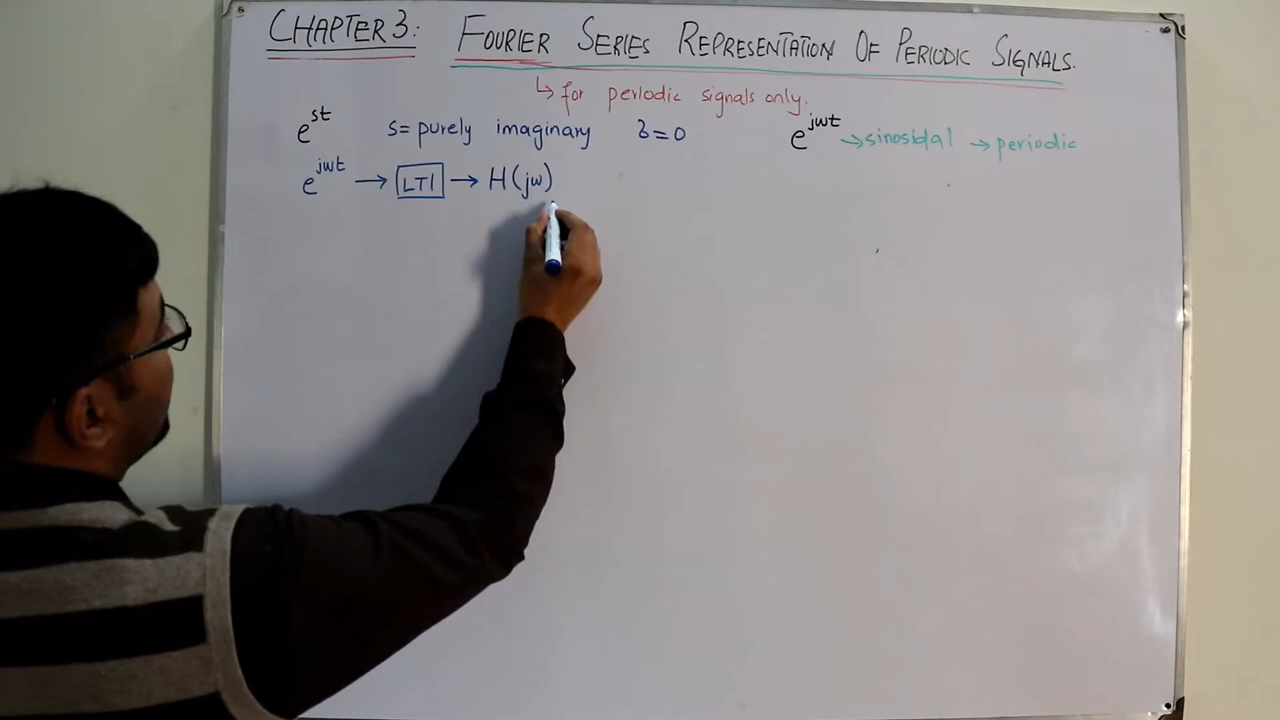 CHAPTER 3: FOURIER SERIES REPRESENTATION OF PERIODIC SIGNALS.
↳ for periodic signals only.
e^st s = purely imaginary = 0 e^jwt → sinosidal → periodic
e^jwt → LTI → H(jw)